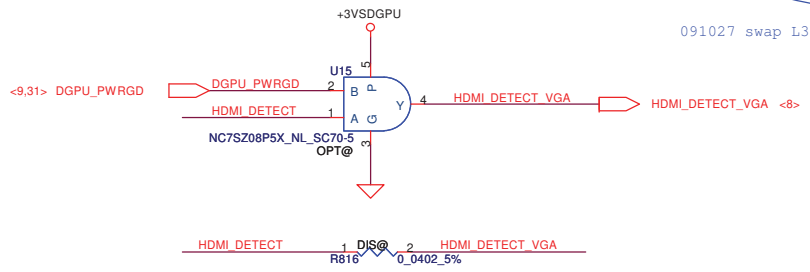 +3VSDGPU
091027 swap L3
U15
5
<9,31> DGPU_PWRGD
DGPU_PWRGD
2
B
P
Y
4
HDMI_DETECT_VGA
HDMI_DETECT_VGA <8>
HDMI_DETECT
1
A
G
NC7SZ08P5X_NL_SC70-5
3
OPT@
HDMI_DETECT
1
DIS@
2
HDMI_DETECT_VGA
R816
0_0402_5%